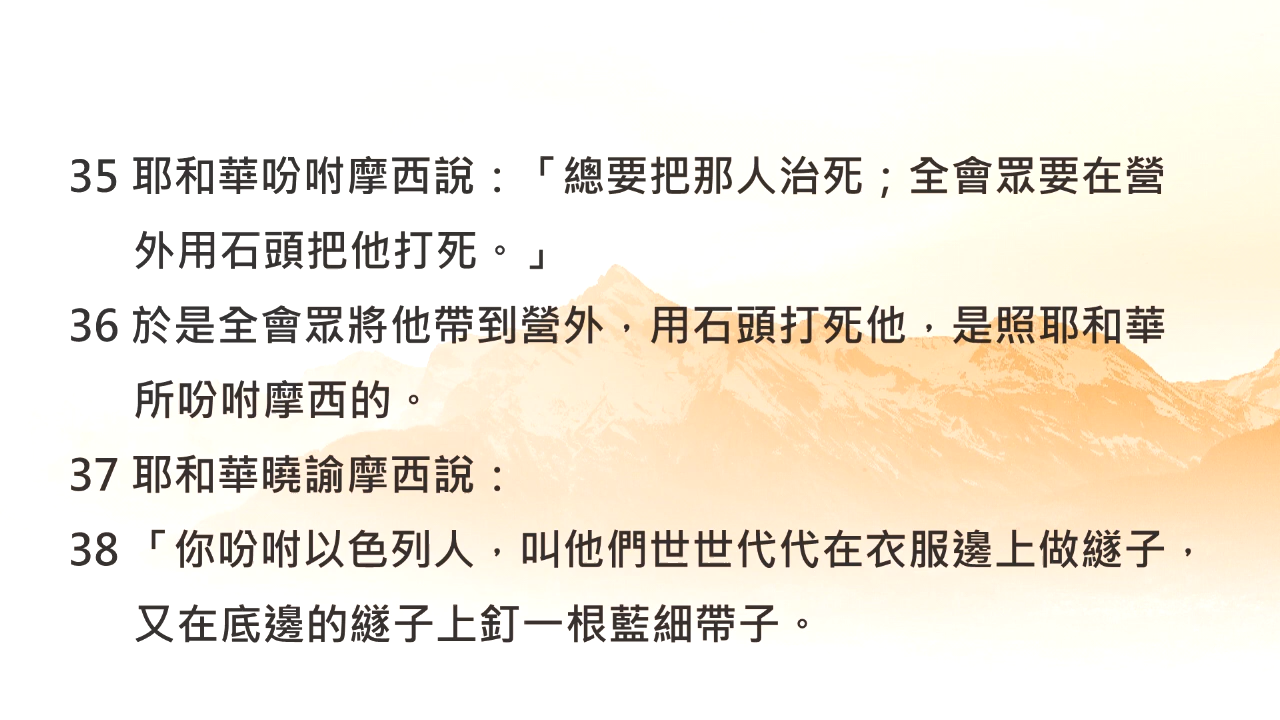 35 耶和華吩咐摩西說：「總要把那人治死；全會眾要在營
外用石頭把他打死。」
36 於是全會眾將他帶到營外，用石頭打死他，是照耶和華
所吩咐摩西的。
37 耶和華曉諭摩西說：
38 「你吩咐以色列人，叫他們世世代代在衣服邊上做繸子，
又在底邊的繸子上釘一根藍細帶子。